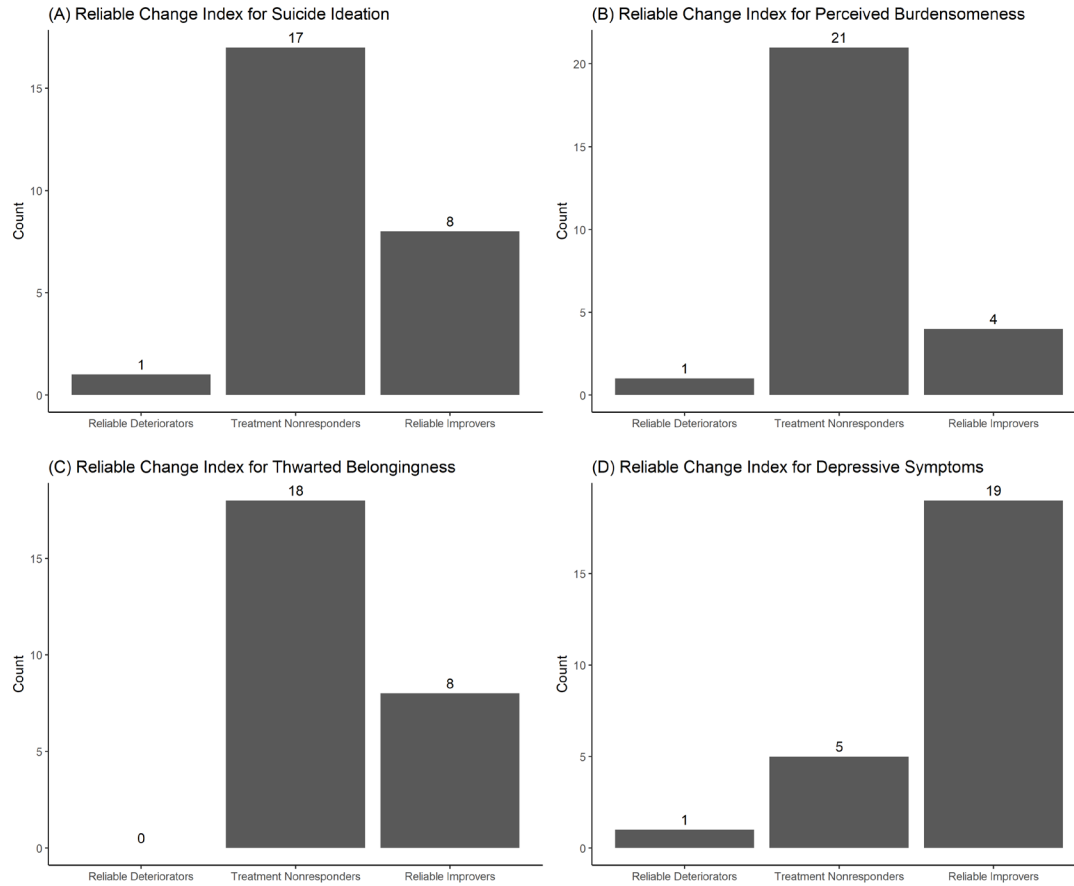 (A) Reliable Change Index for Suicide Ideation
17
15
10
8
5
1
0
Count
Reliable Deteriorators Treatment Nonresponders Reliable Improvers
(B) Reliable Change Index for Perceived Burdensomeness
21
20
15
10
5
4
1
0
Count
Reliable Deteriorators Treatment Nonresponders Reliable Improvers
(C) Reliable Change Index for Thwarted Belongingness
18
15
10
8
5
0
0
Count
Reliable Deteriorators Treatment Nonresponders Reliable Improvers
(D) Reliable Change Index for Depressive Symptoms
19
15
10
5
5
1
0
Count
Reliable Deteriorators Treatment Nonresponders Reliable Improvers